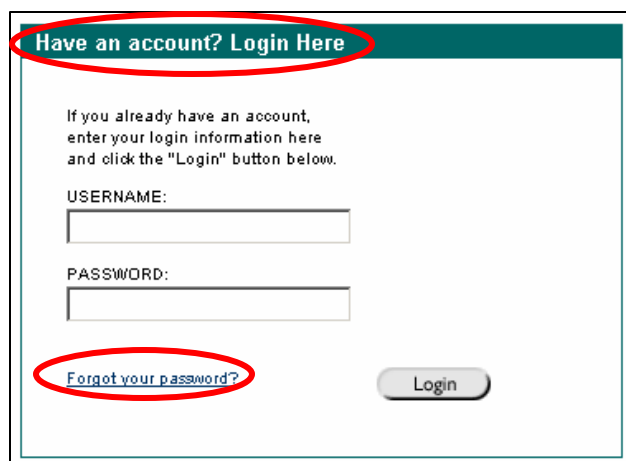 Have an account? Login Here
If you already have an account,
enter your login information here
and click the "Login" button below.
USERNAME:
PASSWORD:
Forgot your password?
Login